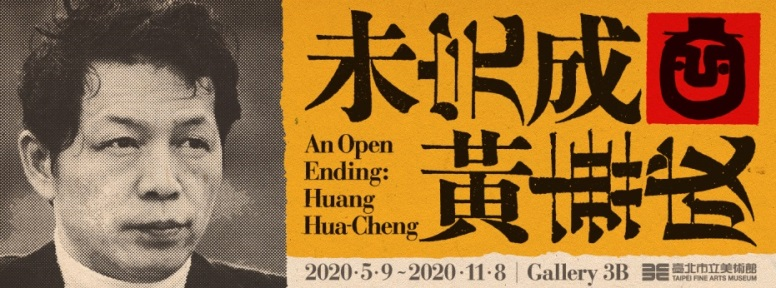 未完成
黃華成
An Open
Ending:
Huang
Hua-Cheng
2020·5·9~2020·11·8 | Gallery 3B
臺北市立美術館
TAIPEI FINE ARTS MUSEUM